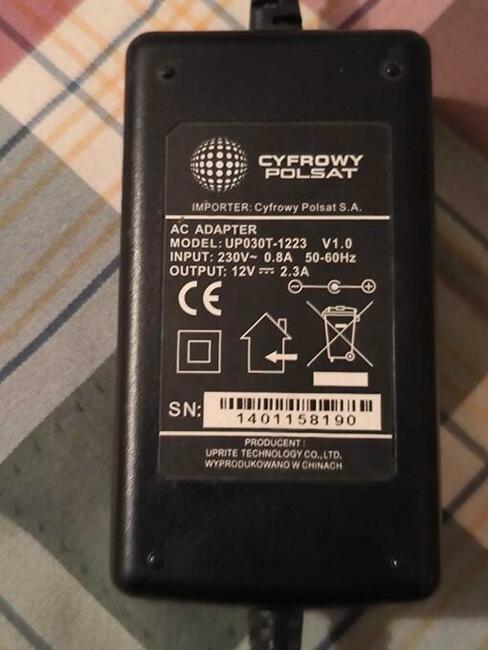 CYFROWY
POLSAT
IMPORTER: Cyfrowy Polsat S.A.
AC ADAPTER
MODEL: UP030T-1223 V1.0
INPUT: 230V~ 0.8A 50-60Hz
OUTPUT: 12V⎓ 2.3A
CE
SN:
1401158190
PRODUCENT :
UPRITE TECHNOLOGY CO., LTD.
WYPRODUKOWANO W CHINACH